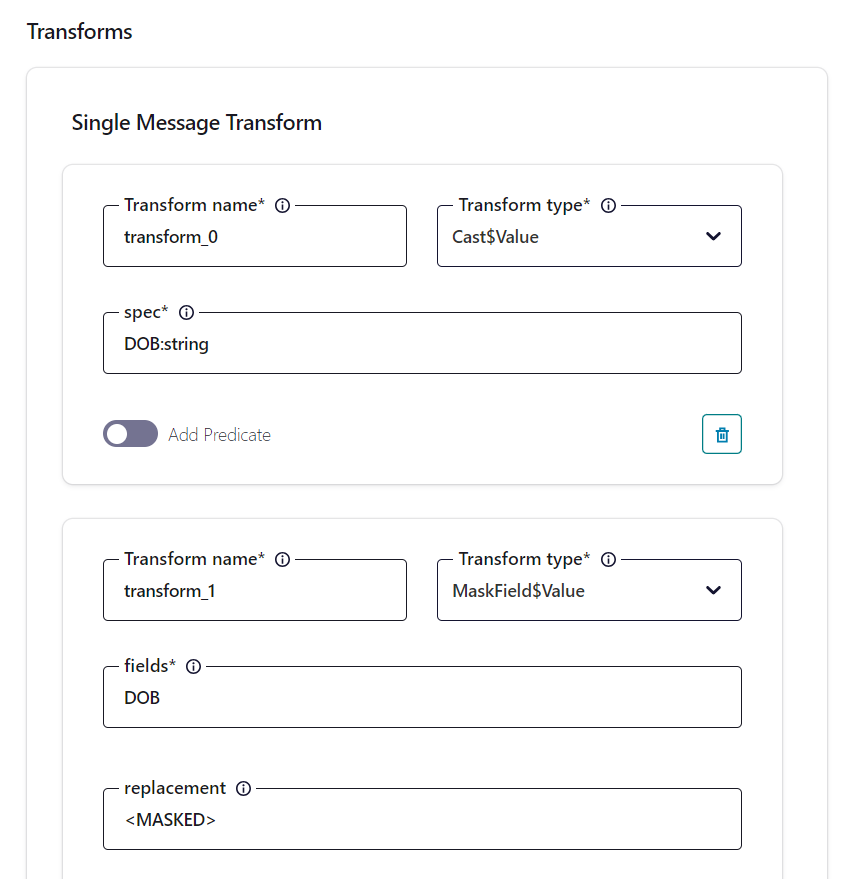 Transforms
Single Message Transform
Transform name* Transform type*
transform_0 Cast$Value
spec*
DOB:string
Add Predicate
Transform name* Transform type*
transform_1 MaskField$Value
fields*
DOB
replacement
<MASKED>